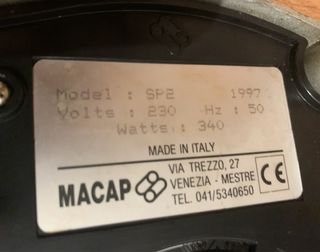 Model : SP2 1997
Volts : 230 Hz : 50
Watts : 340
MADE IN ITALY
MACAP
VIA TREZZO, 27
VENEZIA - MESTRE
TEL. 041/5340650
CE